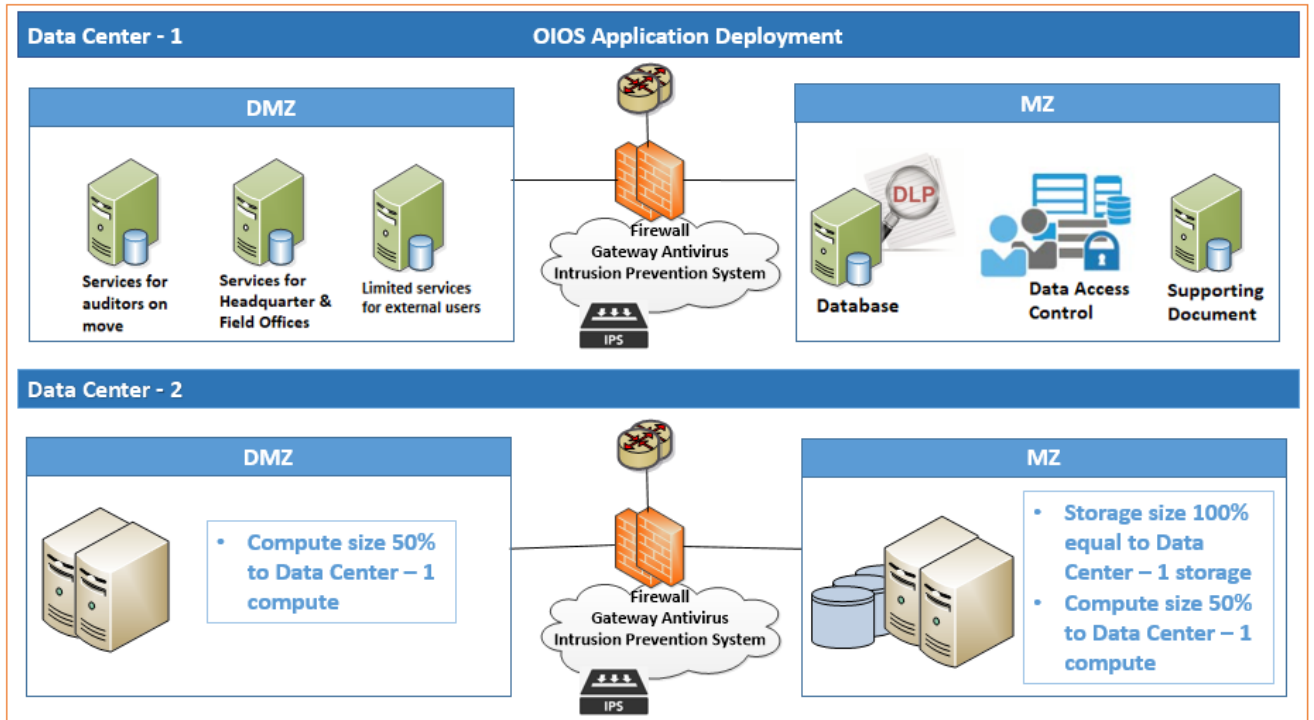 Data Center - 1
OIOS Application Deployment
DMZ
MZ
Services for
auditors on
move
Services for
Headquarter &
Field Offices
Limited services
for external users
Firewall
Gateway Antivirus
Intrusion Prevention System
IPS
DLP
Database
Data Access
Control
Supporting
Document
Data Center - 2
DMZ
MZ
• Compute size 50%
to Data Center – 1
compute
Firewall
Gateway Antivirus
Intrusion Prevention System
IPS
• Storage size 100%
equal to Data
Center – 1 storage
• Compute size 50%
to Data Center – 1
compute